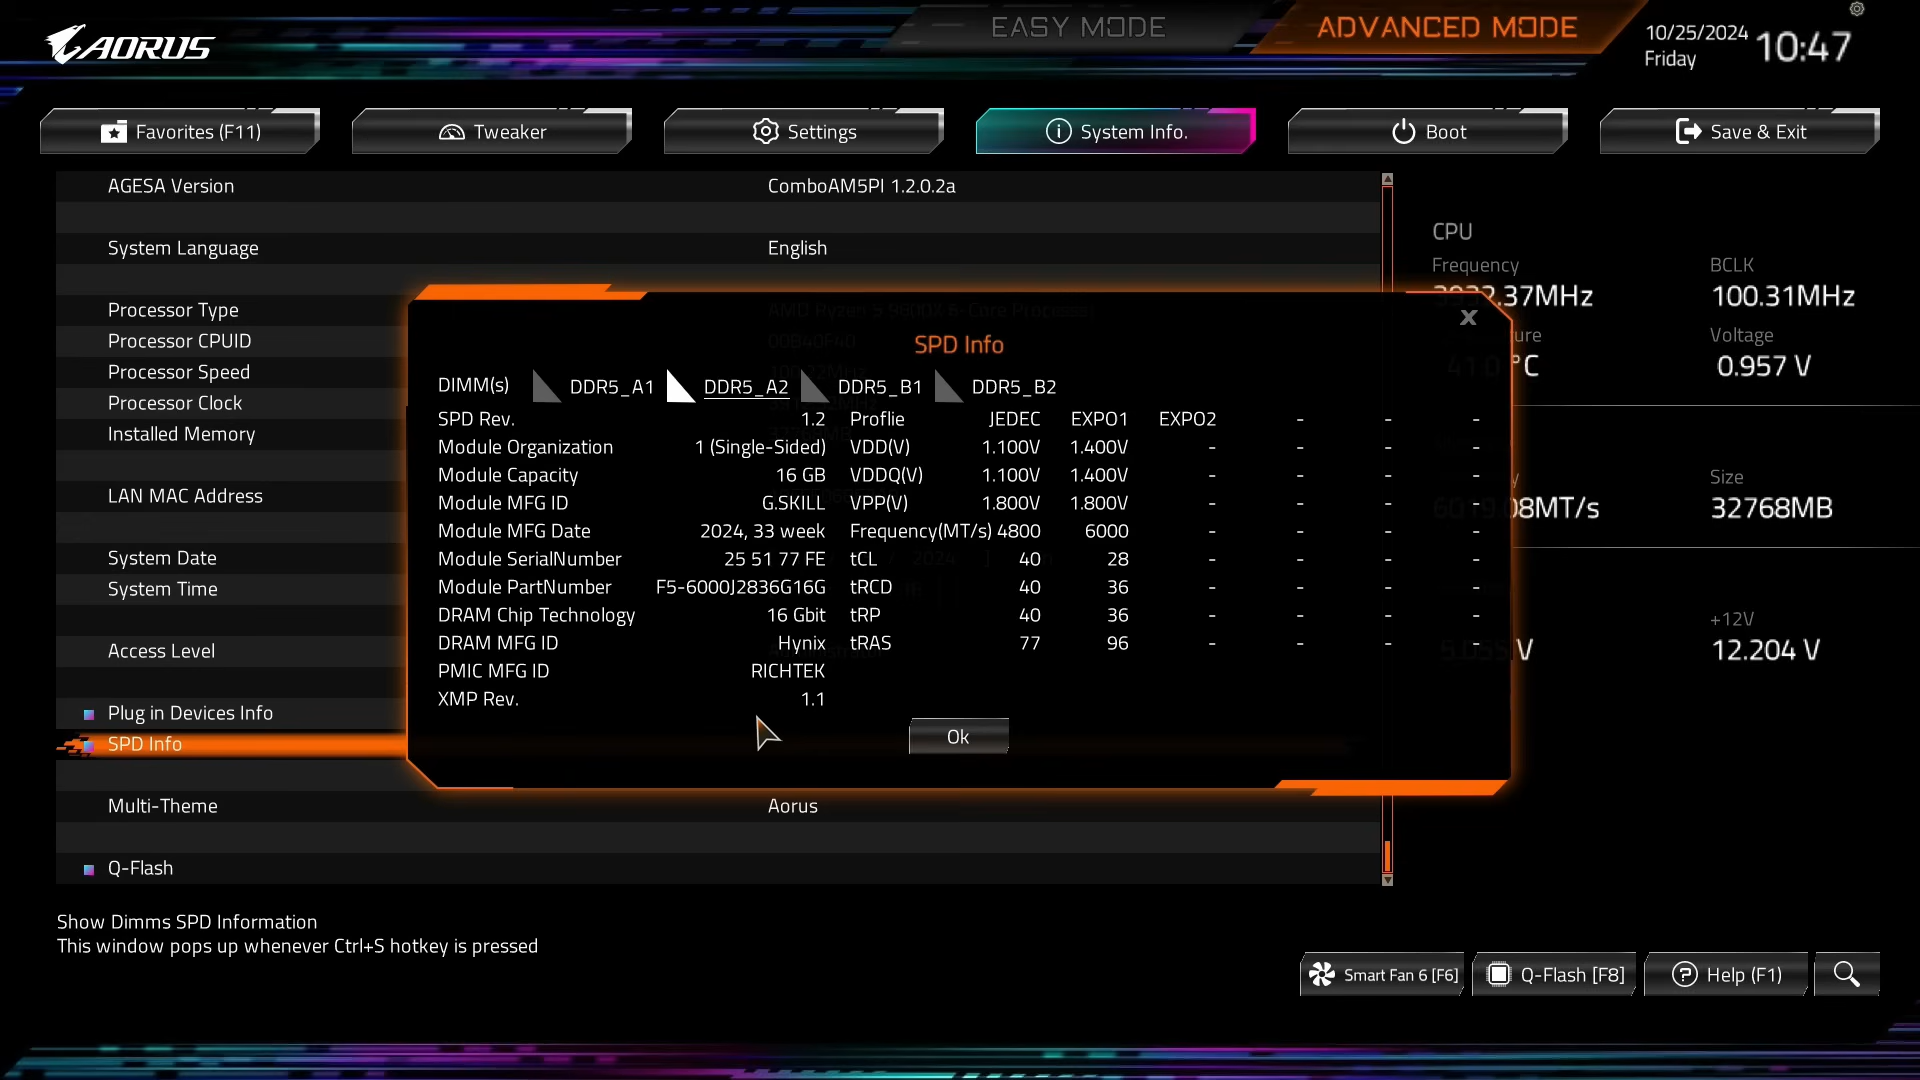 AORUS
EASY MODE
ADVANCED MODE
10/25/2024
Friday
10:47
Favorites (F11)
Tweaker
Settings
System Info.
Boot
Save & Exit
AGESA Version ComboAM5PI 1.2.0.2a
System Language English
Processor Type
Processor CPUID
Processor Speed
Processor Clock
Installed Memory
LAN MAC Address
System Date
System Time
Access Level
Plug in Devices Info
SPD Info
Multi-Theme Aorus
Q-Flash
SPD Info
X
DIMM(s) DDR5_A1 DDR5_A2 DDR5_B1 DDR5_B2
SPD Rev. 1.2 Proflie JEDEC EXPO1 EXPO2 - - -
Module Organization 1 (Single-Sided) VDD(V) 1.100V 1.400V - - - -
Module Capacity 16 GB VDDQ(V) 1.100V 1.400V - - - -
Module MFG ID G.SKILL VPP(V) 1.800V 1.800V - - - -
Module MFG Date 2024, 33 week Frequency(MT/s) 4800 6000 - - - -
Module SerialNumber 25 51 77 FE tCL 40 28 - - - -
Module PartNumber F5-6000J2836G16G tRCD 40 36 - - - -
DRAM Chip Technology 16 Gbit tRP 40 36 - - - -
DRAM MFG ID Hynix tRAS 77 96 - - - -
PMIC MFG ID RICHTEK
XMP Rev. 1.1
Ok
CPU
Frequency BCLK
.37MHz 100.31MHz
Voltage
°C 0.957 V
Size
08MT/s 32768MB
+12V
V 12.204 V
Show Dimms SPD Information
This window pops up whenever Ctrl+S hotkey is pressed
Smart Fan 6 [F6]
Q-Flash [F8]
Help (F1)